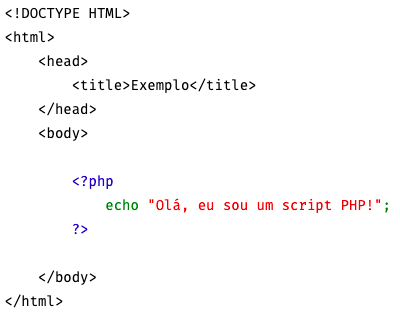 <!DOCTYPE HTML>
<html>
    <head>
        <title>Exemplo</title>
    </head>
    <body>

        <?php
            echo "Olá, eu sou um script PHP!";
        ?>

    </body>
</html>